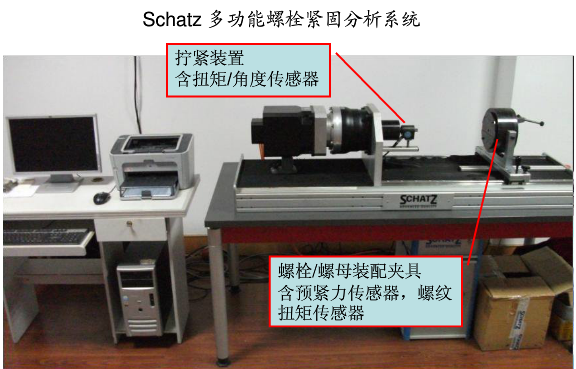 Schatz 多功能螺栓紧固分析系统
拧紧装置
含扭矩/角度传感器
SCHATZ
螺栓/螺母装配夹具
含预紧力传感器，螺纹
扭矩传感器